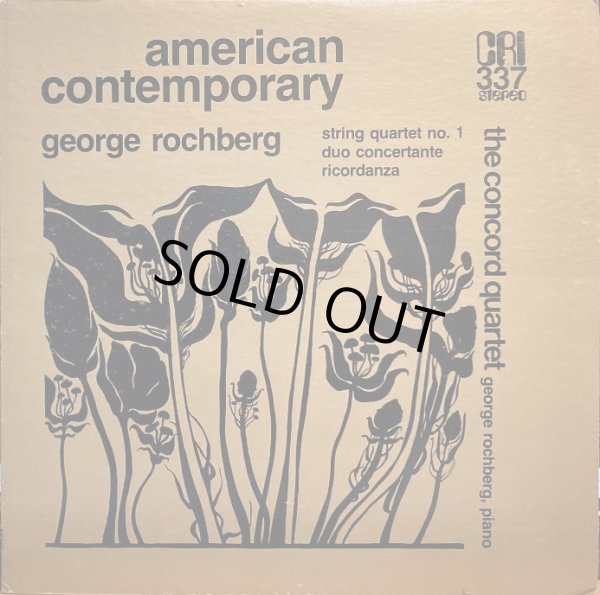 american
contemporary
george rochberg
string quartet no. 1
duo concertante
ricordanza
CRI
337
stereo
the concord quartet george rochberg, piano
SOLD OUT